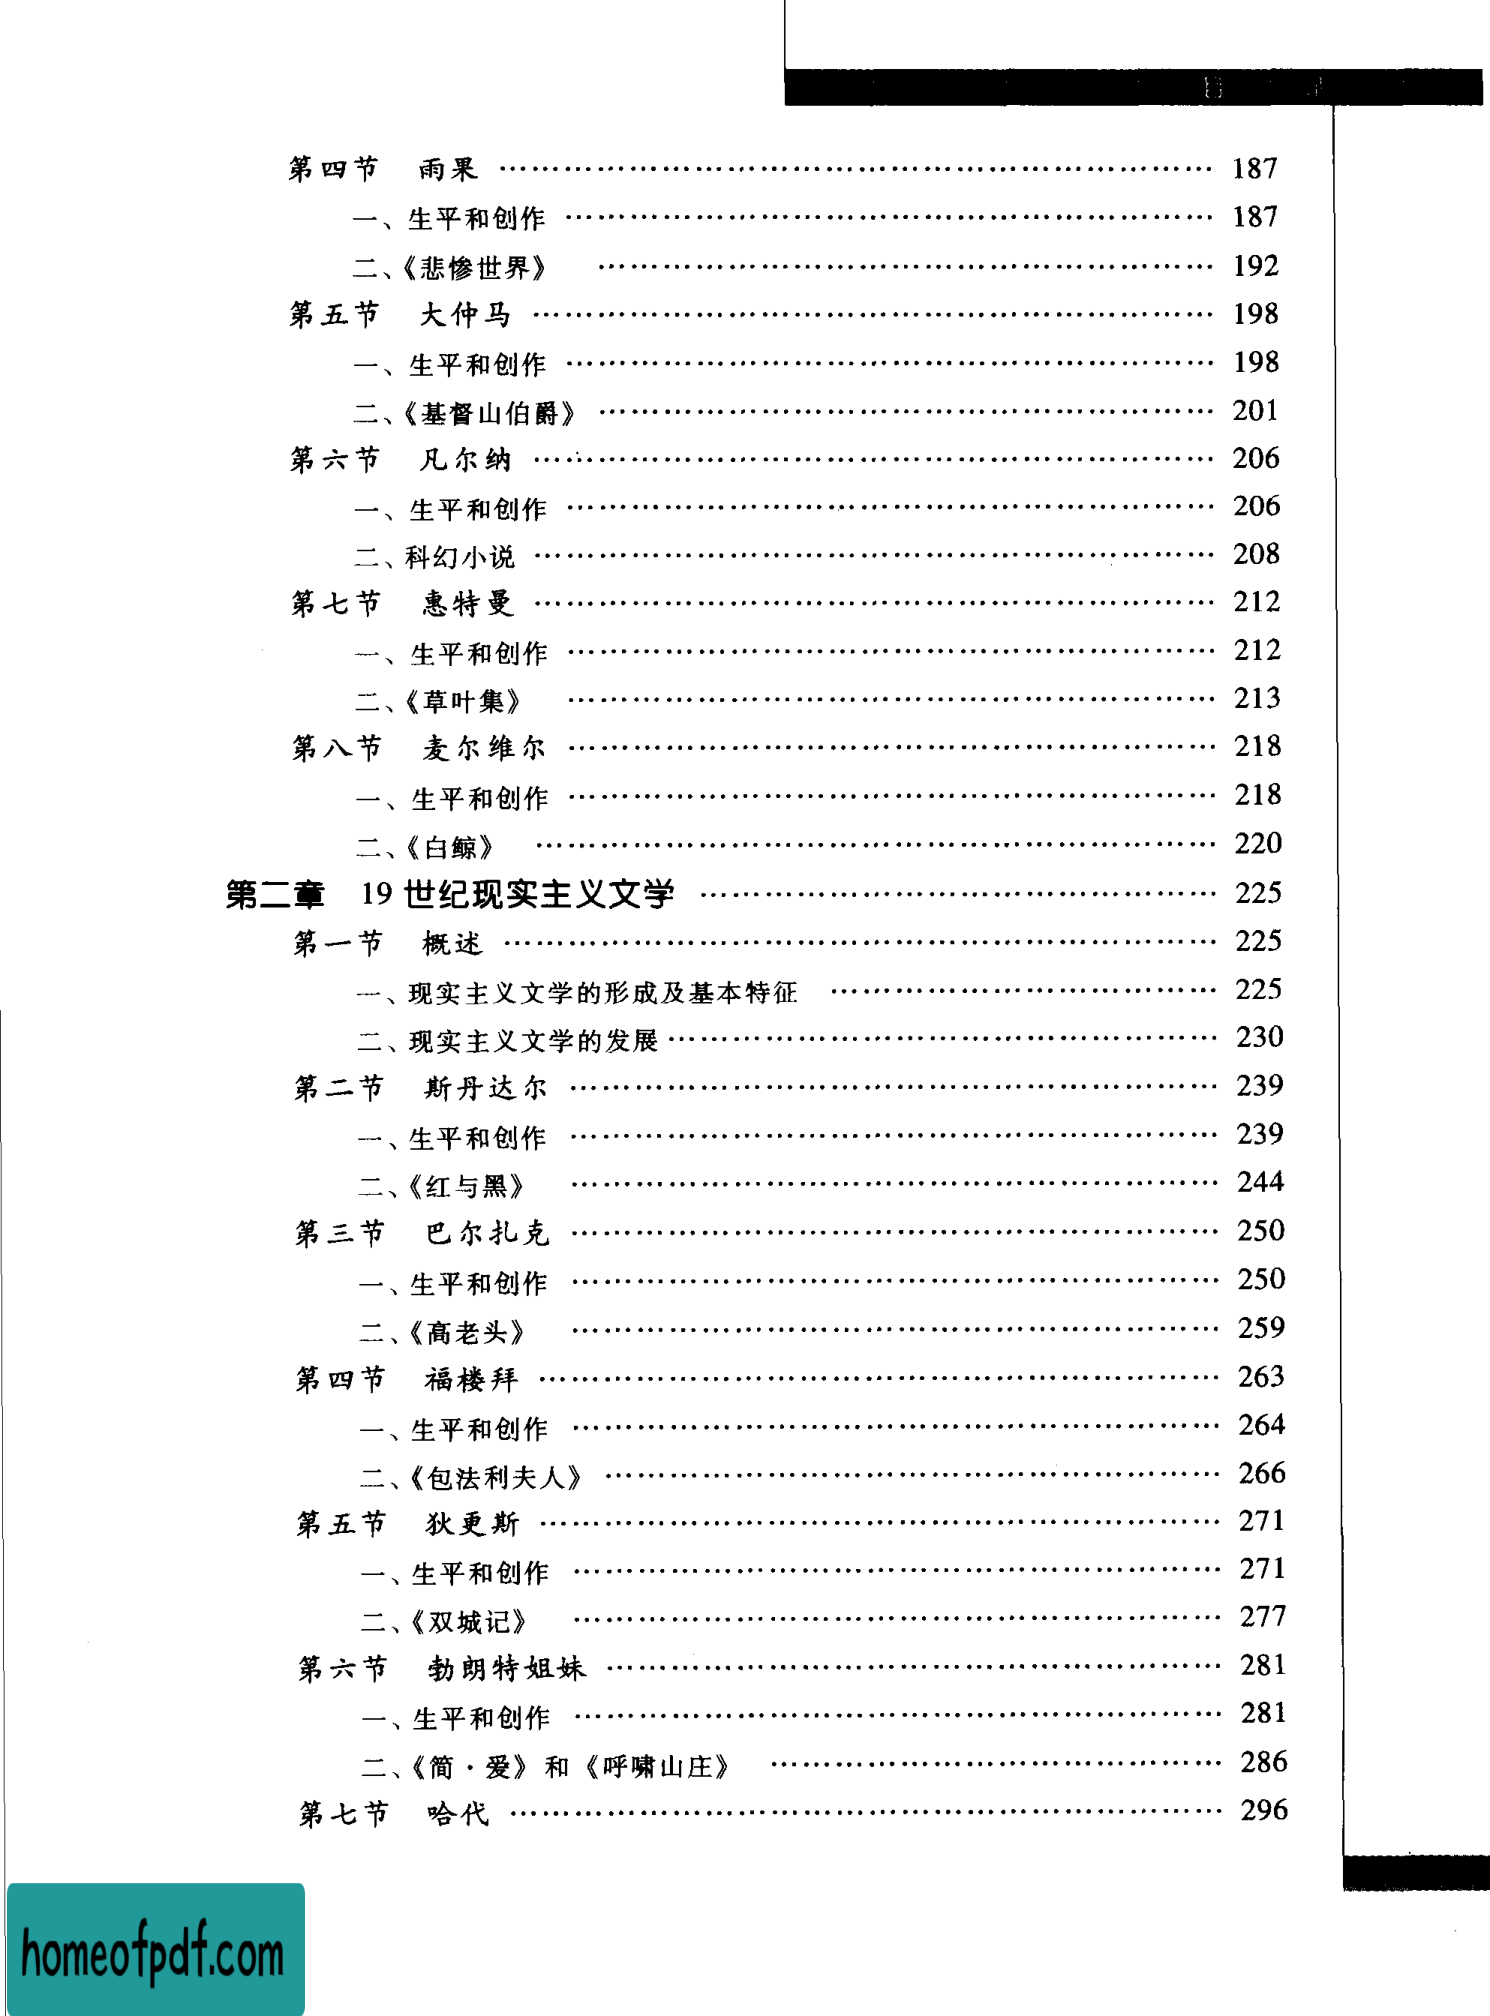 第四节 雨果 …………………………………………………… 187
一、生平和创作 …………………………………………………… 187
二、《悲惨世界》 …………………………………………………… 192
第五节 大仲马 …………………………………………………… 198
一、生平和创作 …………………………………………………… 198
二、《基督山伯爵》 …………………………………………………… 201
第六节 凡尔纳 …………………………………………………… 206
一、生平和创作 …………………………………………………… 206
二、科幻小说 …………………………………………………… 208
第七节 惠特曼 …………………………………………………… 212
一、生平和创作 …………………………………………………… 212
二、《草叶集》 …………………………………………………… 213
第八节 麦尔维尔 …………………………………………………… 218
一、生平和创作 …………………………………………………… 218
二、《白鲸》 …………………………………………………… 220
第二章 19 世纪现实主义文学 …………………………………………………… 225
第一节 概述 …………………………………………………… 225
一、现实主义文学的形成及基本特征 …………………………………………………… 225
二、现实主义文学的发展 …………………………………………………… 230
第二节 斯丹达尔 …………………………………………………… 239
一、生平和创作 …………………………………………………… 239
二、《红与黑》 …………………………………………………… 244
第三节 巴尔扎克 …………………………………………………… 250
一、生平和创作 …………………………………………………… 250
二、《高老头》 …………………………………………………… 259
第四节 福楼拜 …………………………………………………… 263
一、生平和创作 …………………………………………………… 264
二、《包法利夫人》 …………………………………………………… 266
第五节 狄更斯 …………………………………………………… 271
一、生平和创作 …………………………………………………… 271
二、《双城记》 …………………………………………………… 277
第六节 勃朗特姐妹 …………………………………………………… 281
一、生平和创作 …………………………………………………… 281
二、《简·爱》和《呼啸山庄》 …………………………………………………… 286
第七节 哈代 …………………………………………………… 296
homeofpdf.com